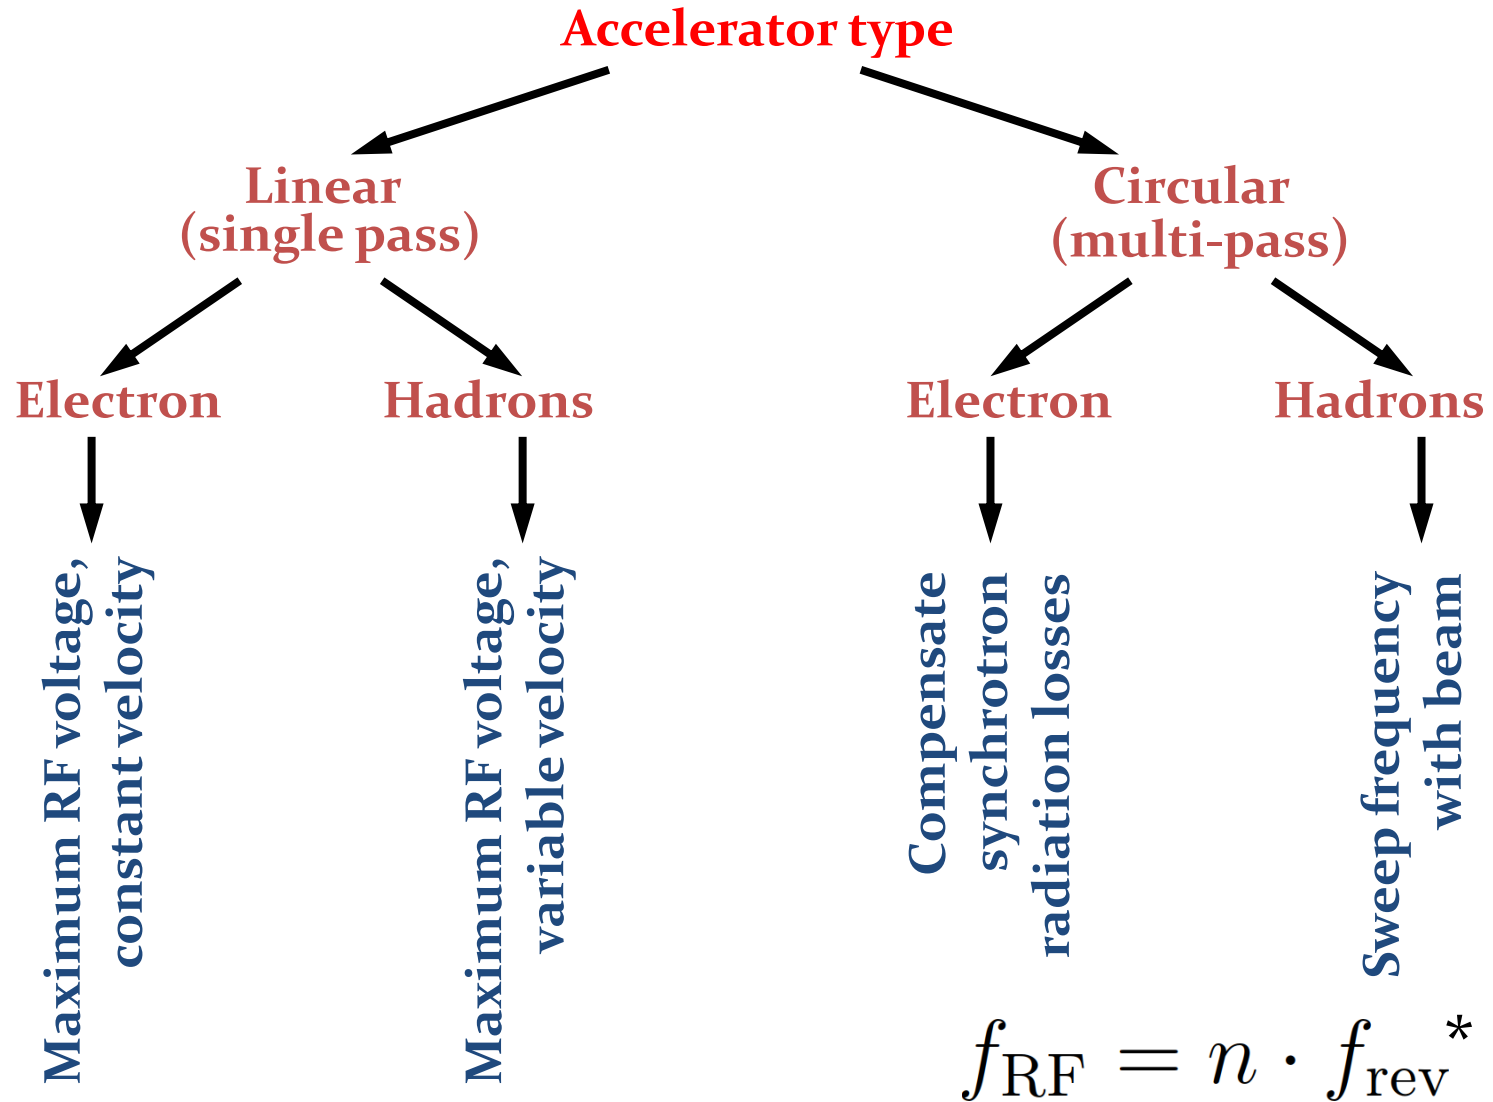 Accelerator type
Linear
(single pass)
Circular
(multi-pass)
Electron
Hadrons
Electron
Hadrons
Maximum RF voltage,
constant velocity
Maximum RF voltage,
variable velocity
Compensate
synchrotron
radiation losses
Sweep frequency
with beam
f_RF = n · f_rev*